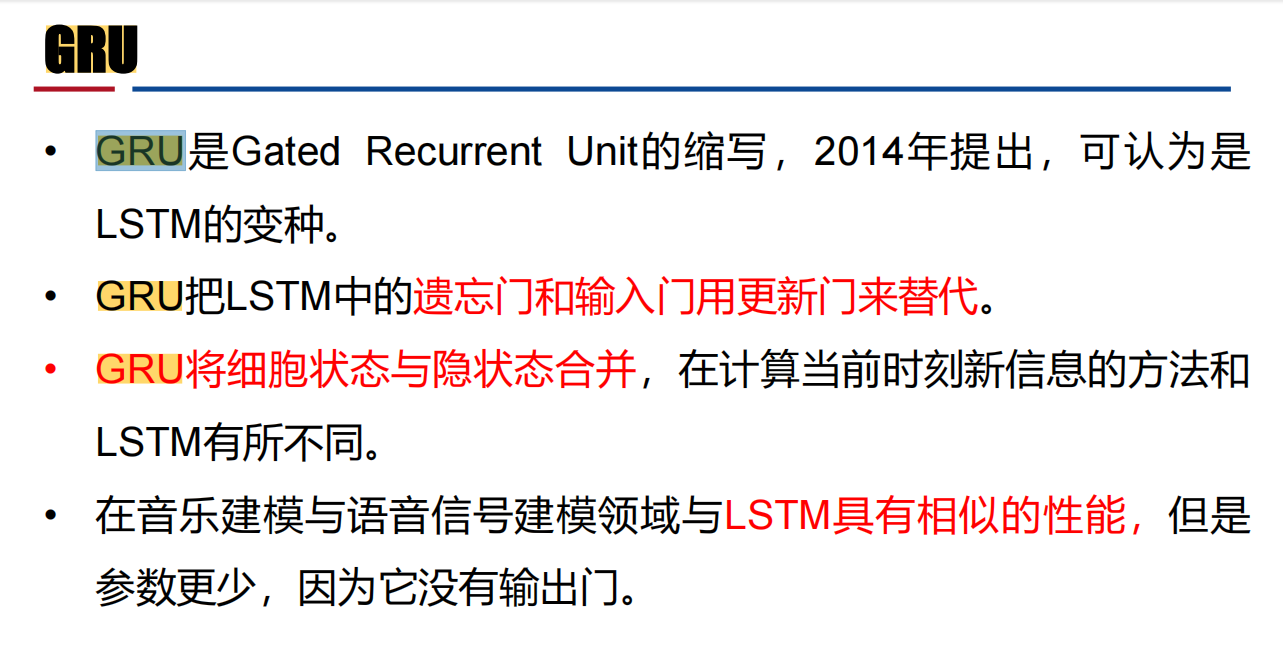 GRU
• GRU是Gated Recurrent Unit的缩写，2014年提出，可认为是
LSTM的变种。
• GRU把LSTM中的遗忘门和输入门用更新门来替代。
• GRU将细胞状态与隐状态合并，在计算当前时刻新信息的方法和
LSTM有所不同。
• 在音乐建模与语音信号建模领域与LSTM具有相似的性能，但是
参数更少，因为它没有输出门。